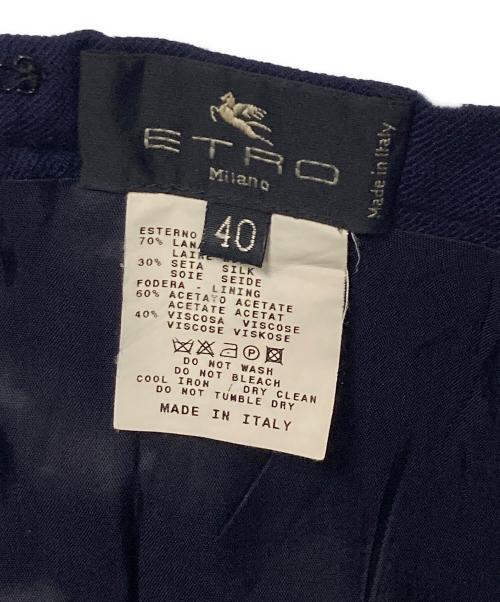 ETRO
Milano
Made in Italy
40
ESTERNO
70% LANA
LAINE
30% SETA SILK
SOIE SEIDE
FODERA - LINING
60% ACETATO ACETATE
ACETATE ACETAT
40% VISCOSA VISCOSE
VISCOSE VISKOSE
P
DO NOT WASH
DO NOT BLEACH
COOL IRON / DRY CLEAN
DO NOT TUMBLE DRY
MADE IN ITALY